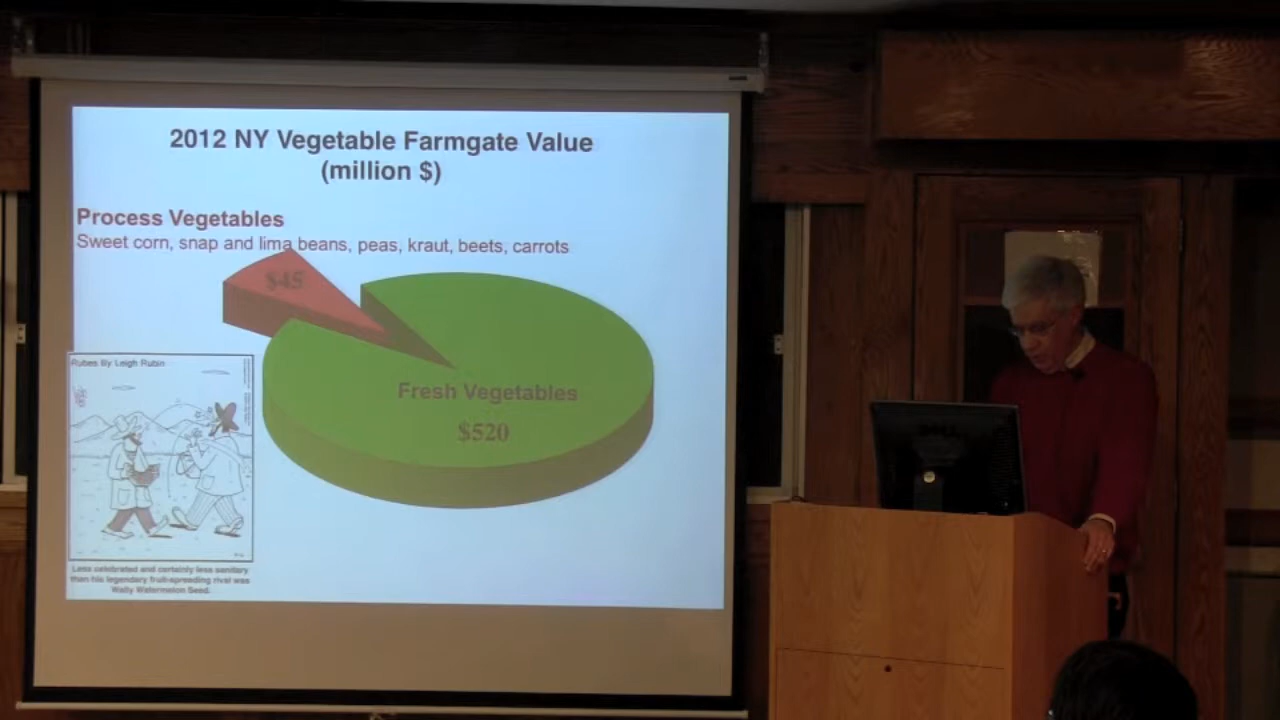 2012 NY Vegetable Farmgate Value
(million $)
Process Vegetables
Sweet corn, snap and lima beans, peas, kraut, beets, carrots
$45
Fresh Vegetables
$520
Rubes By Leigh Rubin
Less celebrated and certainly less sanitary
than his legendary fruit-spreading rival was
Wally Watermelon Seed.
DELL